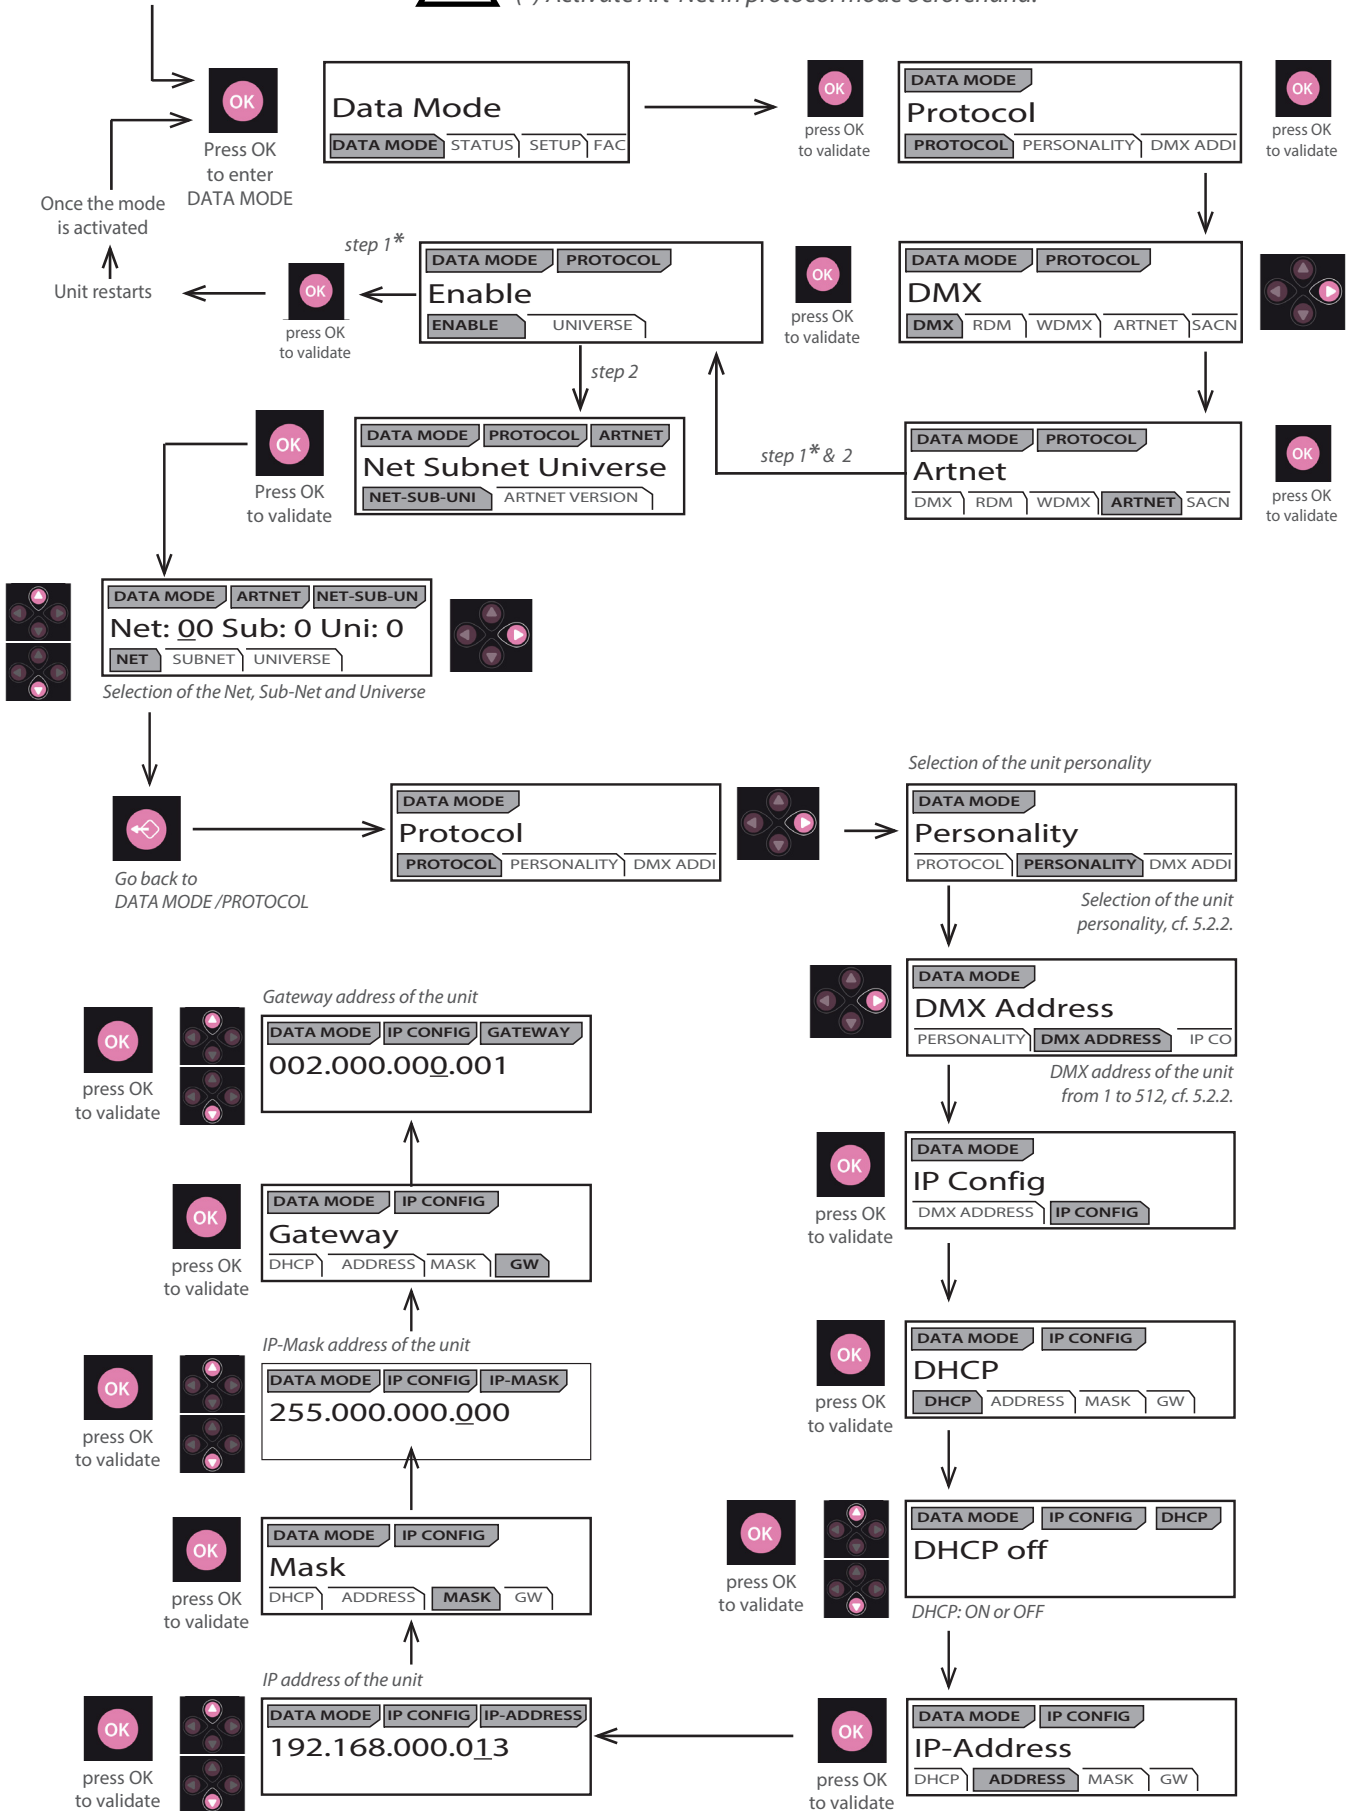 (*) Activate Art-Net in protocol mode beforehand.
OK
Press OK
to enter
DATA MODE
Data Mode
DATA MODE STATUS SETUP FAC
OK
press OK
to validate
DATA MODE
Protocol
PROTOCOL PERSONALITY DMX ADDI
OK
press OK
to validate
Once the mode
is activated
Unit restarts
step 1*
OK
press OK
to validate
DATA MODE PROTOCOL
Enable
ENABLE UNIVERSE
OK
press OK
to validate
DATA MODE PROTOCOL
DMX
DMX RDM WDMX ARTNET SACN
step 2
OK
Press OK
to validate
DATA MODE PROTOCOL ARTNET
Net Subnet Universe
NET-SUB-UNI ARTNET VERSION
step 1* & 2
DATA MODE PROTOCOL
Artnet
DMX RDM WDMX ARTNET SACN
OK
press OK
to validate
DATA MODE ARTNET NET-SUB-UN
Net: 00 Sub: 0 Uni: 0
NET SUBNET UNIVERSE
Selection of the Net, Sub-Net and Universe
Go back to
DATA MODE /PROTOCOL
DATA MODE
Protocol
PROTOCOL PERSONALITY DMX ADDI
Selection of the unit personality
DATA MODE
Personality
PROTOCOL PERSONALITY DMX ADDI
Selection of the unit
personality, cf. 5.2.2.
DATA MODE
DMX Address
PERSONALITY DMX ADDRESS IP CO
DMX address of the unit
from 1 to 512, cf. 5.2.2.
OK
press OK
to validate
DATA MODE
IP Config
DMX ADDRESS IP CONFIG
OK
press OK
to validate
DATA MODE IP CONFIG
DHCP
DHCP ADDRESS MASK GW
OK
press OK
to validate
DATA MODE IP CONFIG DHCP
DHCP off
DHCP: ON or OFF
OK
press OK
to validate
DATA MODE IP CONFIG
IP-Address
DHCP ADDRESS MASK GW
IP address of the unit
OK
press OK
to validate
DATA MODE IP CONFIG IP-ADDRESS
192.168.000.013
OK
press OK
to validate
DATA MODE IP CONFIG
Mask
DHCP ADDRESS MASK GW
IP-Mask address of the unit
OK
press OK
to validate
DATA MODE IP CONFIG IP-MASK
255.000.000.000
OK
press OK
to validate
DATA MODE IP CONFIG
Gateway
DHCP ADDRESS MASK GW
Gateway address of the unit
OK
press OK
to validate
DATA MODE IP CONFIG GATEWAY
002.000.000.001